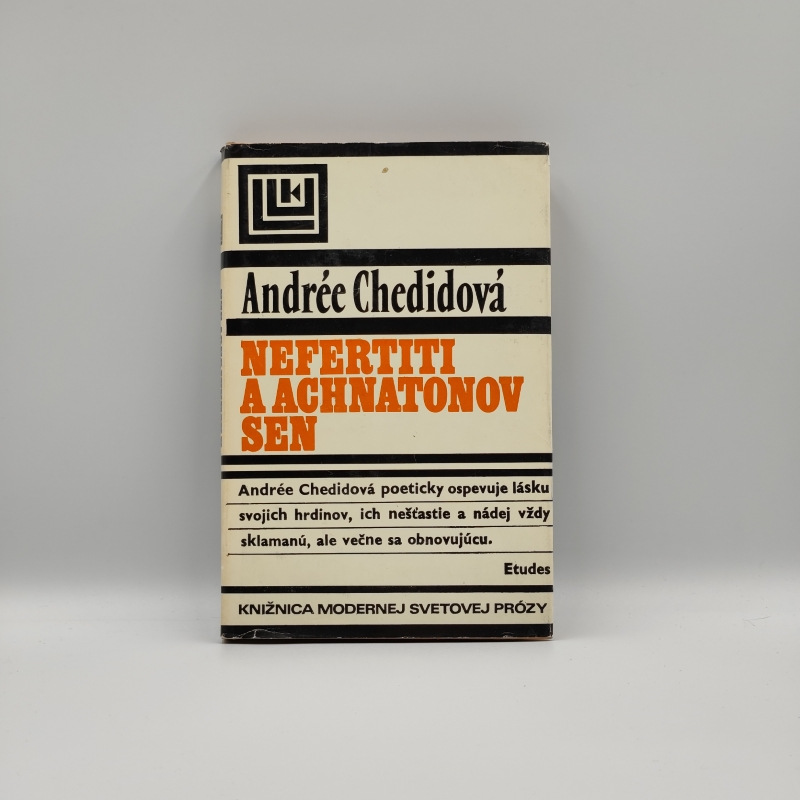 Andrée Chedidová
NEFERTITI
A ACHNATONOV
SEN
Andrée Chedidová poeticky ospevuje lásku
svojich hrdinov, ich nešťastie a nádej vždy
sklamanú, ale večne sa obnovujúcu.
Etudes
KNIŽNICA MODERNEJ SVETOVEJ PRÓZY